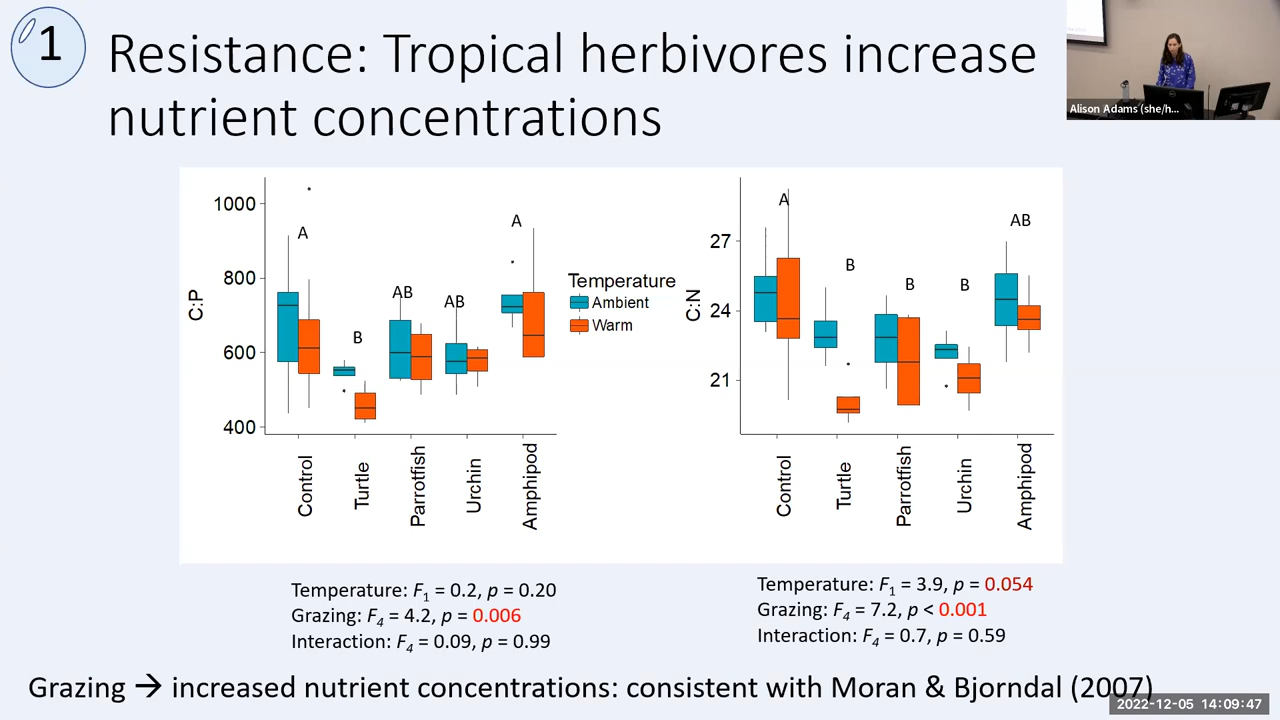 1
Resistance: Tropical herbivores increase
nutrient concentrations
Alison Adams (she/h...
1000
800
600
400
C:P
A
B
AB
AB
A
Control
Turtle
Parrotfish
Urchin
Amphipod
Temperature
Ambient
Warm
27
24
21
C:N
A
B
B
B
AB
Control
Turtle
Parrotfish
Urchin
Amphipod
Temperature: F1 = 0.2, p = 0.20
Grazing: F4 = 4.2, p = 0.006
Interaction: F4 = 0.09, p = 0.99
Temperature: F1 = 3.9, p = 0.054
Grazing: F4 = 7.2, p < 0.001
Interaction: F4 = 0.7, p = 0.59
Grazing → increased nutrient concentrations: consistent with Moran & Bjorndal (2007)
2022-12-05 14:09:47